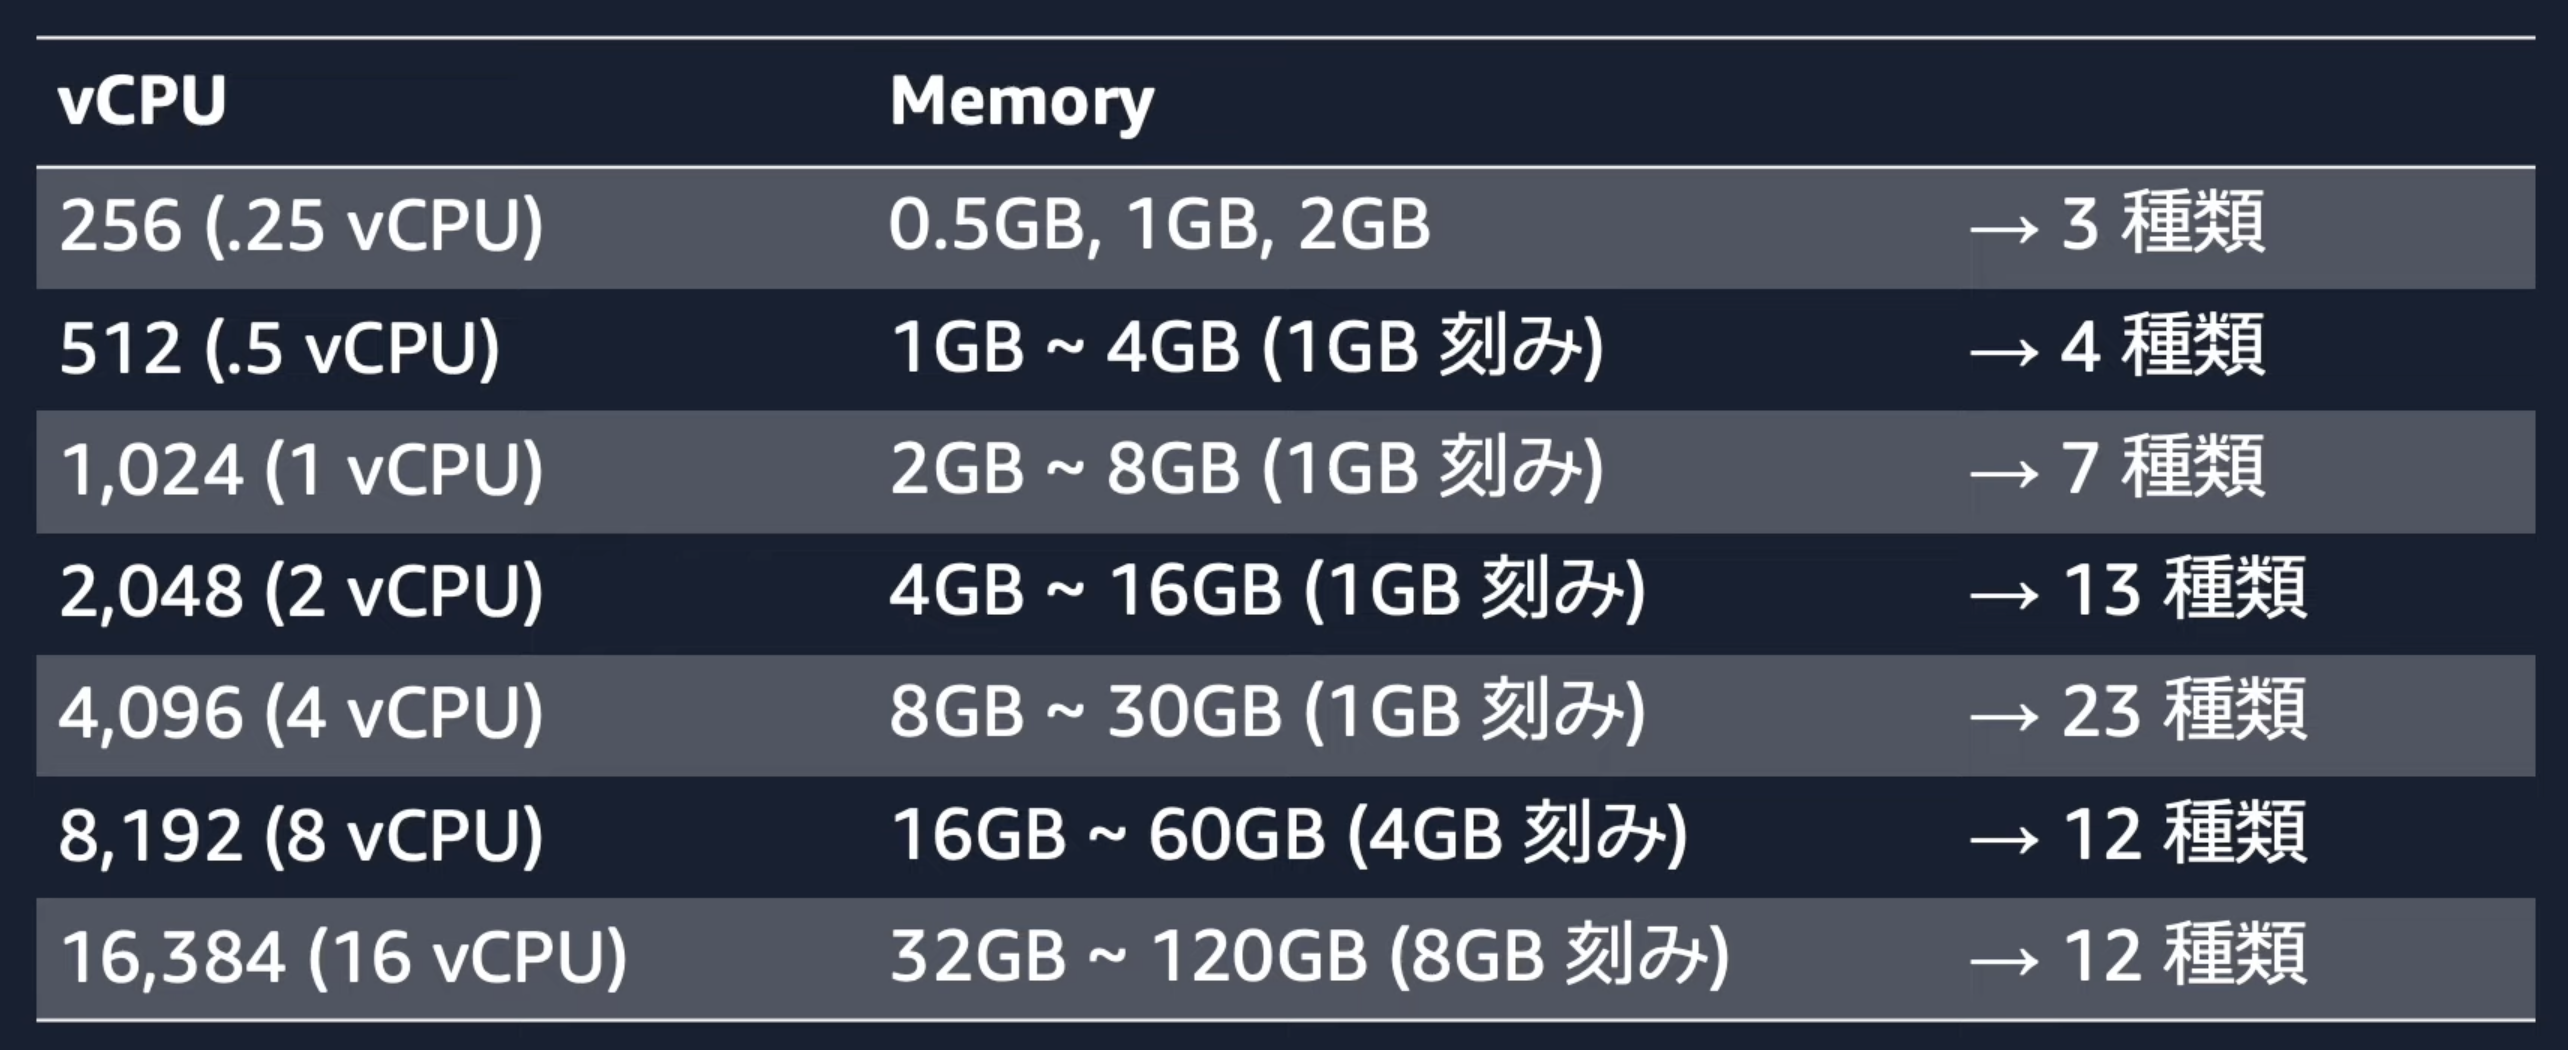 vCPU Memory
256 (.25 vCPU) 0.5GB, 1GB, 2GB → 3 種類
512 (.5 vCPU) 1GB ~ 4GB (1GB 刻み) → 4 種類
1,024 (1 vCPU) 2GB ~ 8GB (1GB 刻み) → 7 種類
2,048 (2 vCPU) 4GB ~ 16GB (1GB 刻み) → 13 種類
4,096 (4 vCPU) 8GB ~ 30GB (1GB 刻み) → 23 種類
8,192 (8 vCPU) 16GB ~ 60GB (4GB 刻み) → 12 種類
16,384 (16 vCPU) 32GB ~ 120GB (8GB 刻み) → 12 種類